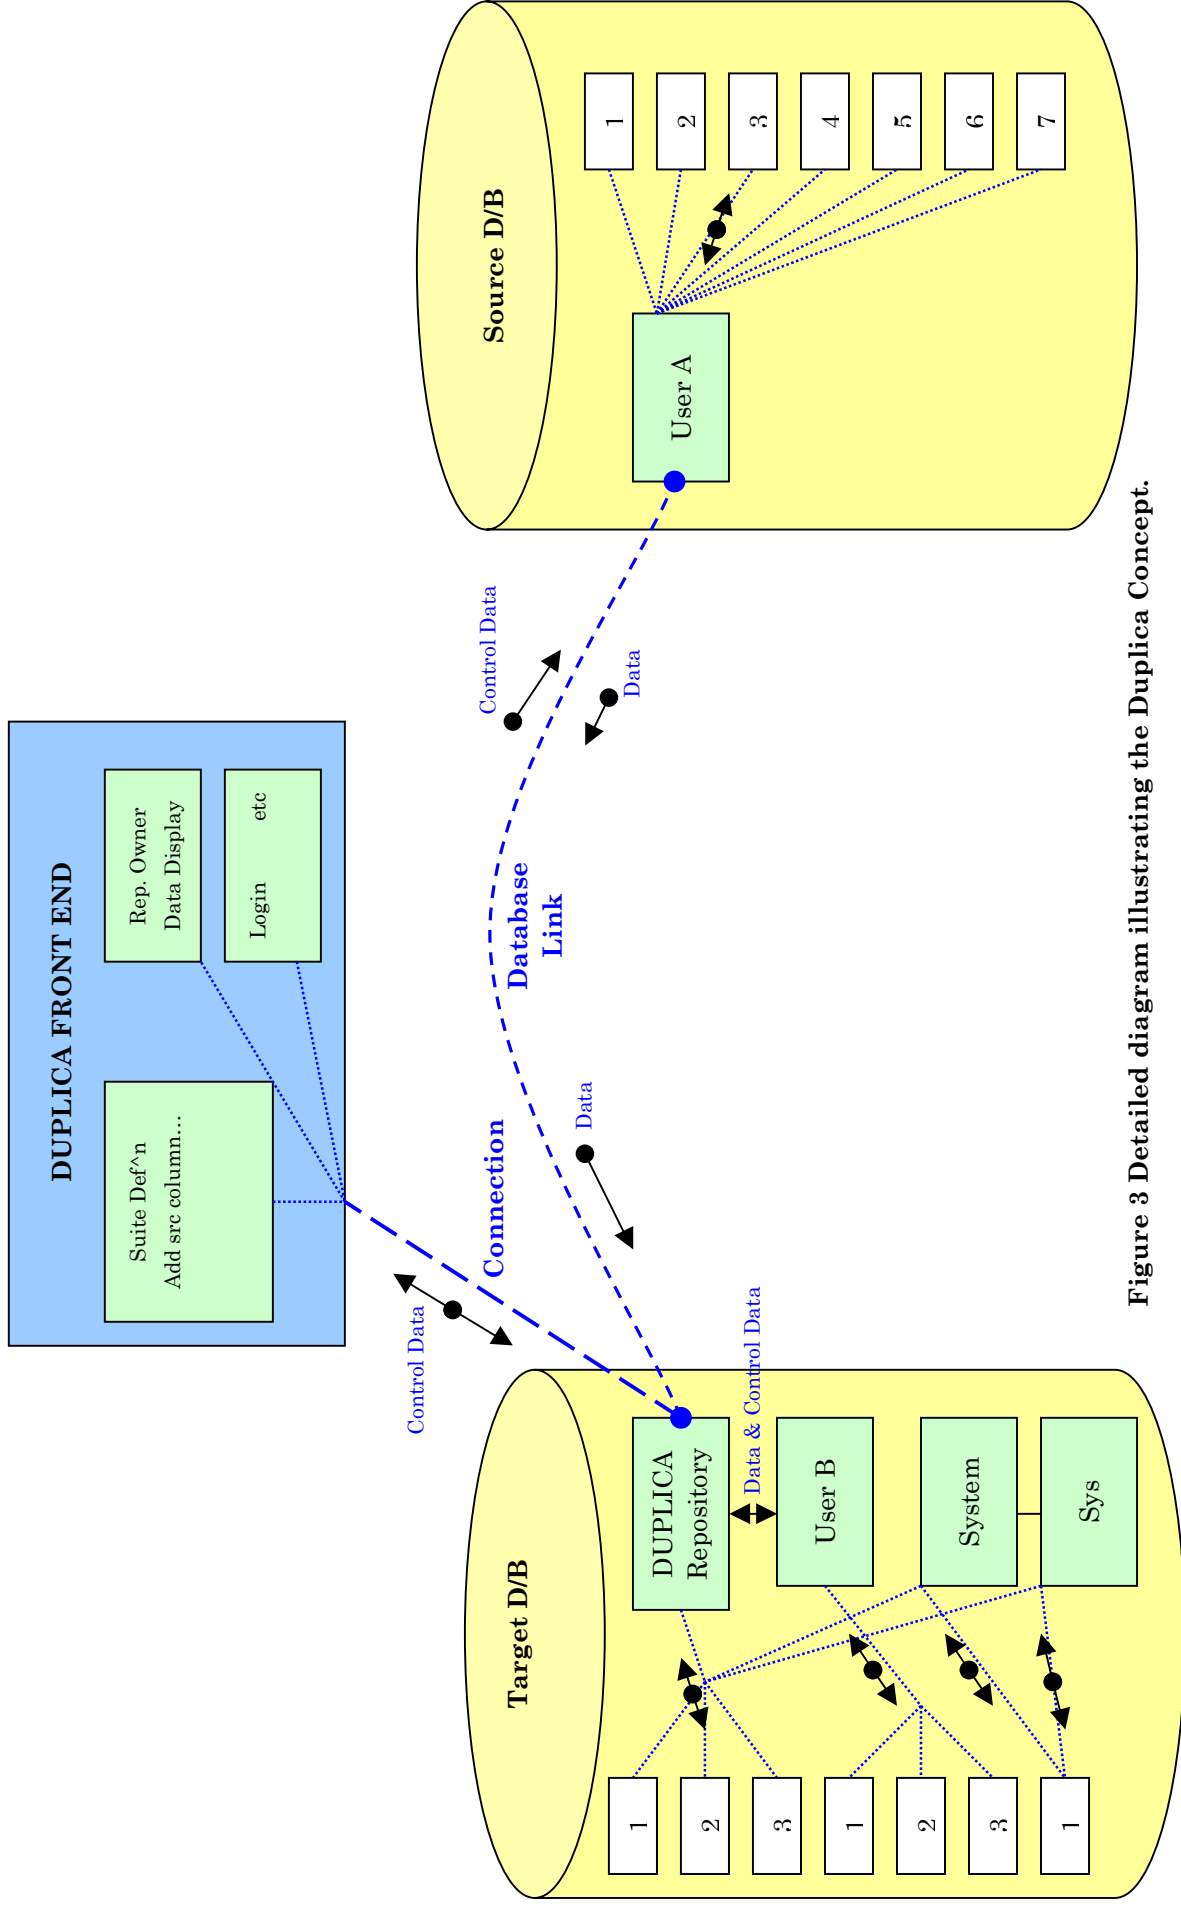 DUPLICA FRONT END
Suite Def^n
Add src column...
Rep. Owner
Data Display
Login etc
Control Data
Connection
Database
Link
Data
Control Data
Data
Target D/B
DUPLICA
Repository
Data & Control Data
User B
System
Sys
1
2
3
1
2
3
1
Source D/B
User A
1
2
3
4
5
6
7
Figure 3 Detailed diagram illustrating the Duplica Concept.